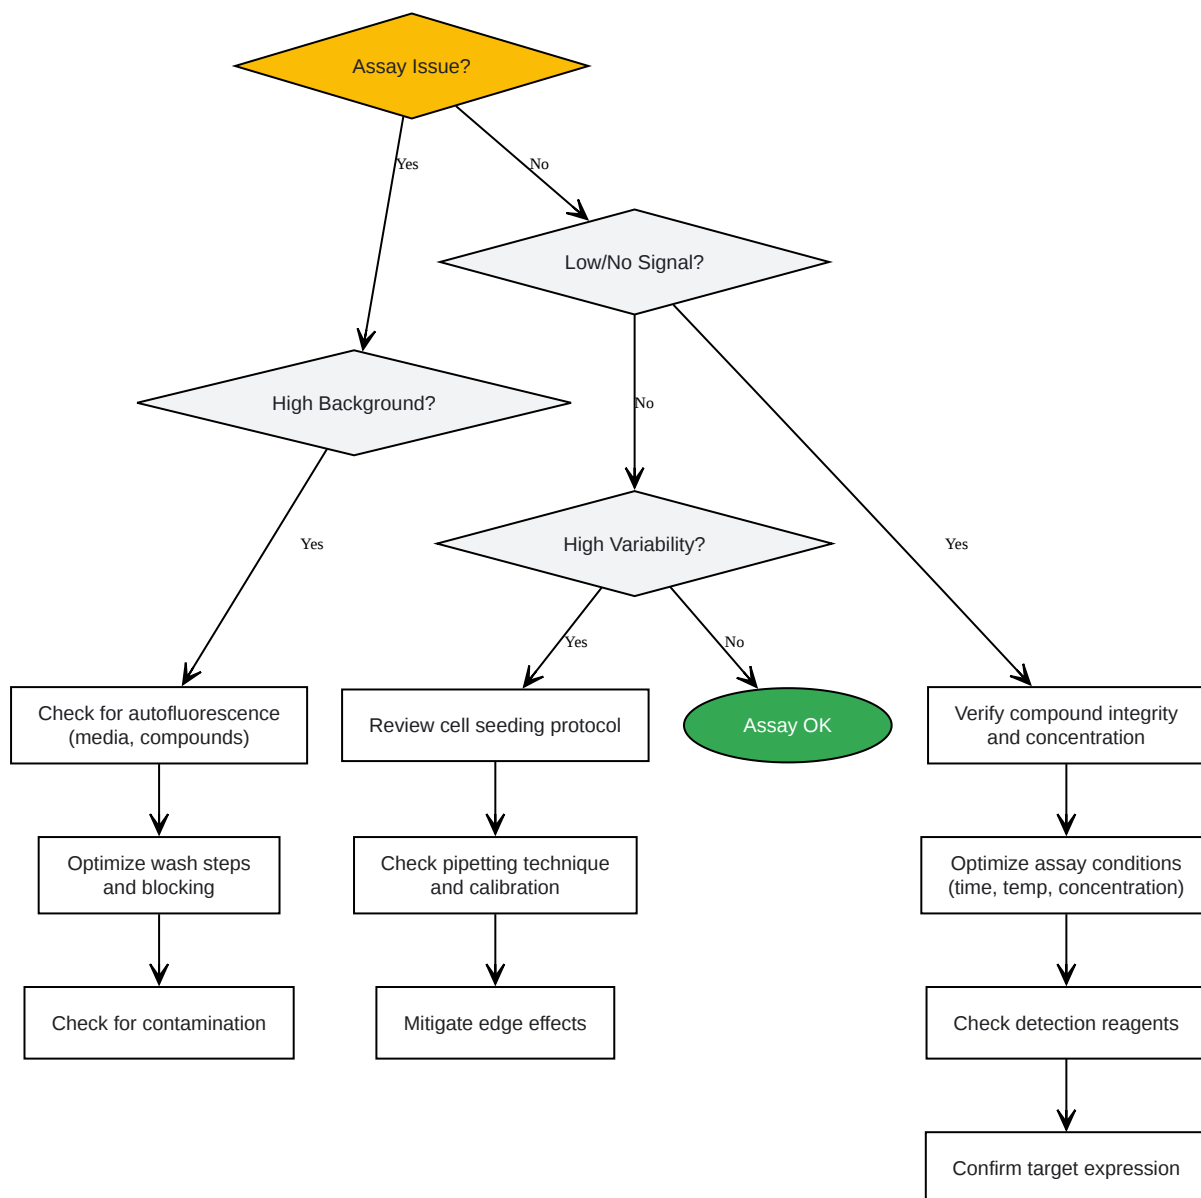 Assay Issue?
Yes
No
Low/No Signal?
High Background?
No
High Variability?
Yes
Yes
Yes
No
Check for autofluorescence
(media, compounds)
Review cell seeding protocol
Assay OK
Verify compound integrity
and concentration
Optimize wash steps
and blocking
Check pipetting technique
and calibration
Optimize assay conditions
(time, temp, concentration)
Check for contamination
Mitigate edge effects
Check detection reagents
Confirm target expression